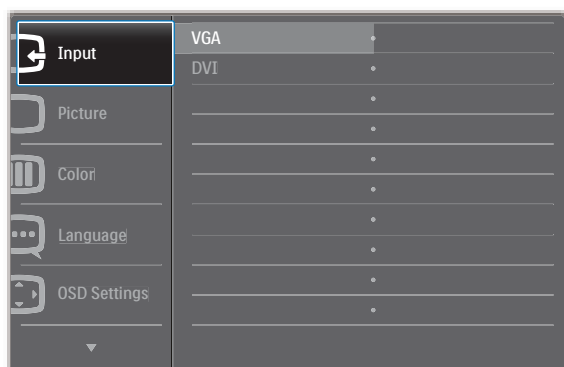 Input
VGA
DVI
Picture
Color
Language
OSD Settings